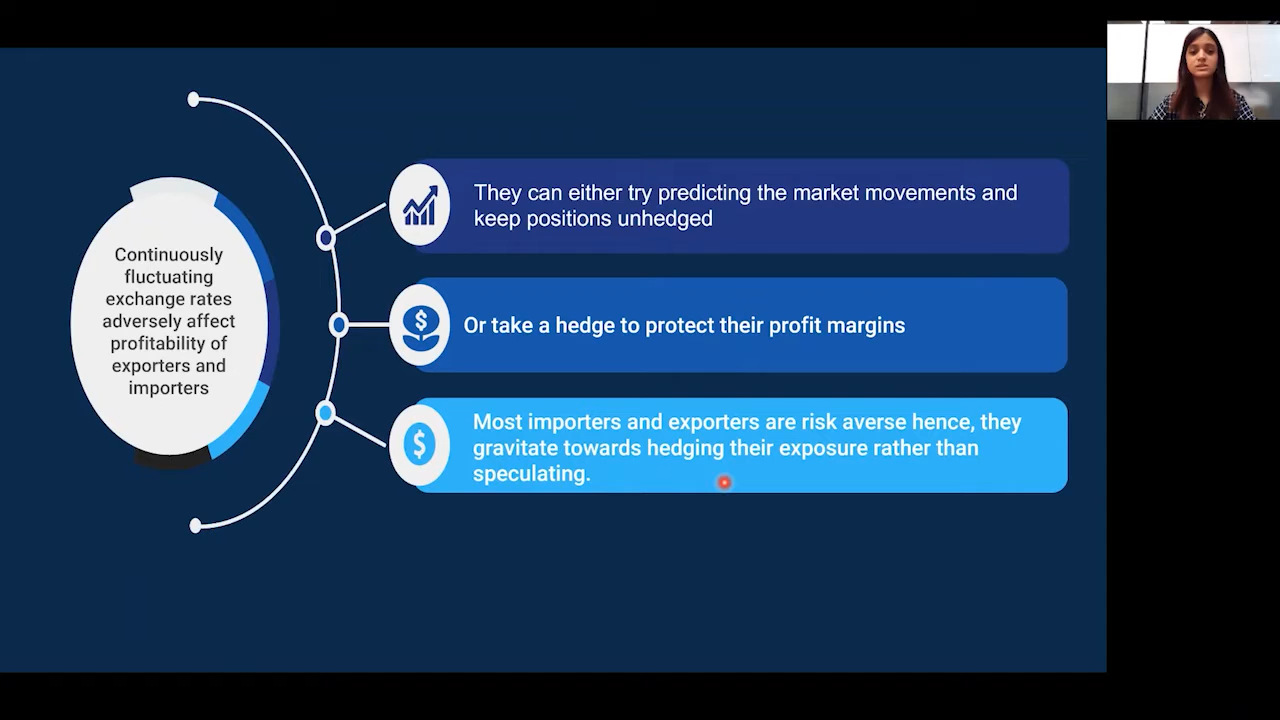 Continuously
fluctuating
exchange rates
adversely affect
profitability of
exporters and
importers
They can either try predicting the market movements and
keep positions unhedged
Or take a hedge to protect their profit margins
Most importers and exporters are risk averse hence, they
gravitate towards hedging their exposure rather than
speculating.